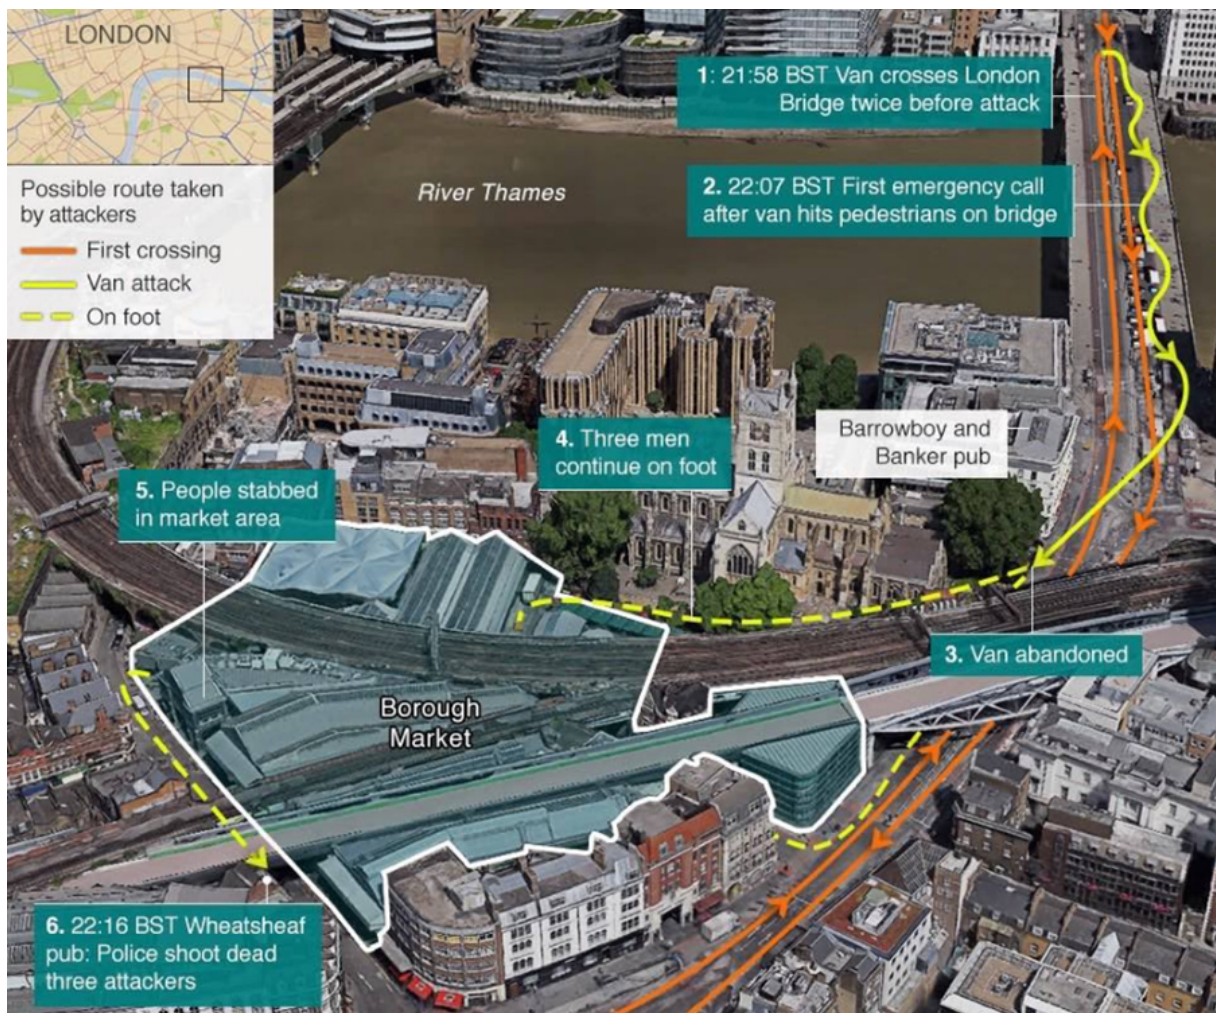 LONDON
Possible route taken
by attackers
First crossing
Van attack
On foot
River Thames
1: 21:58 BST Van crosses London
Bridge twice before attack
2. 22:07 BST First emergency call
after van hits pedestrians on bridge
Barrowboy and
Banker pub
4. Three men
continue on foot
5. People stabbed
in market area
3. Van abandoned
Borough
Market
6. 22:16 BST Wheatsheaf
pub: Police shoot dead
three attackers